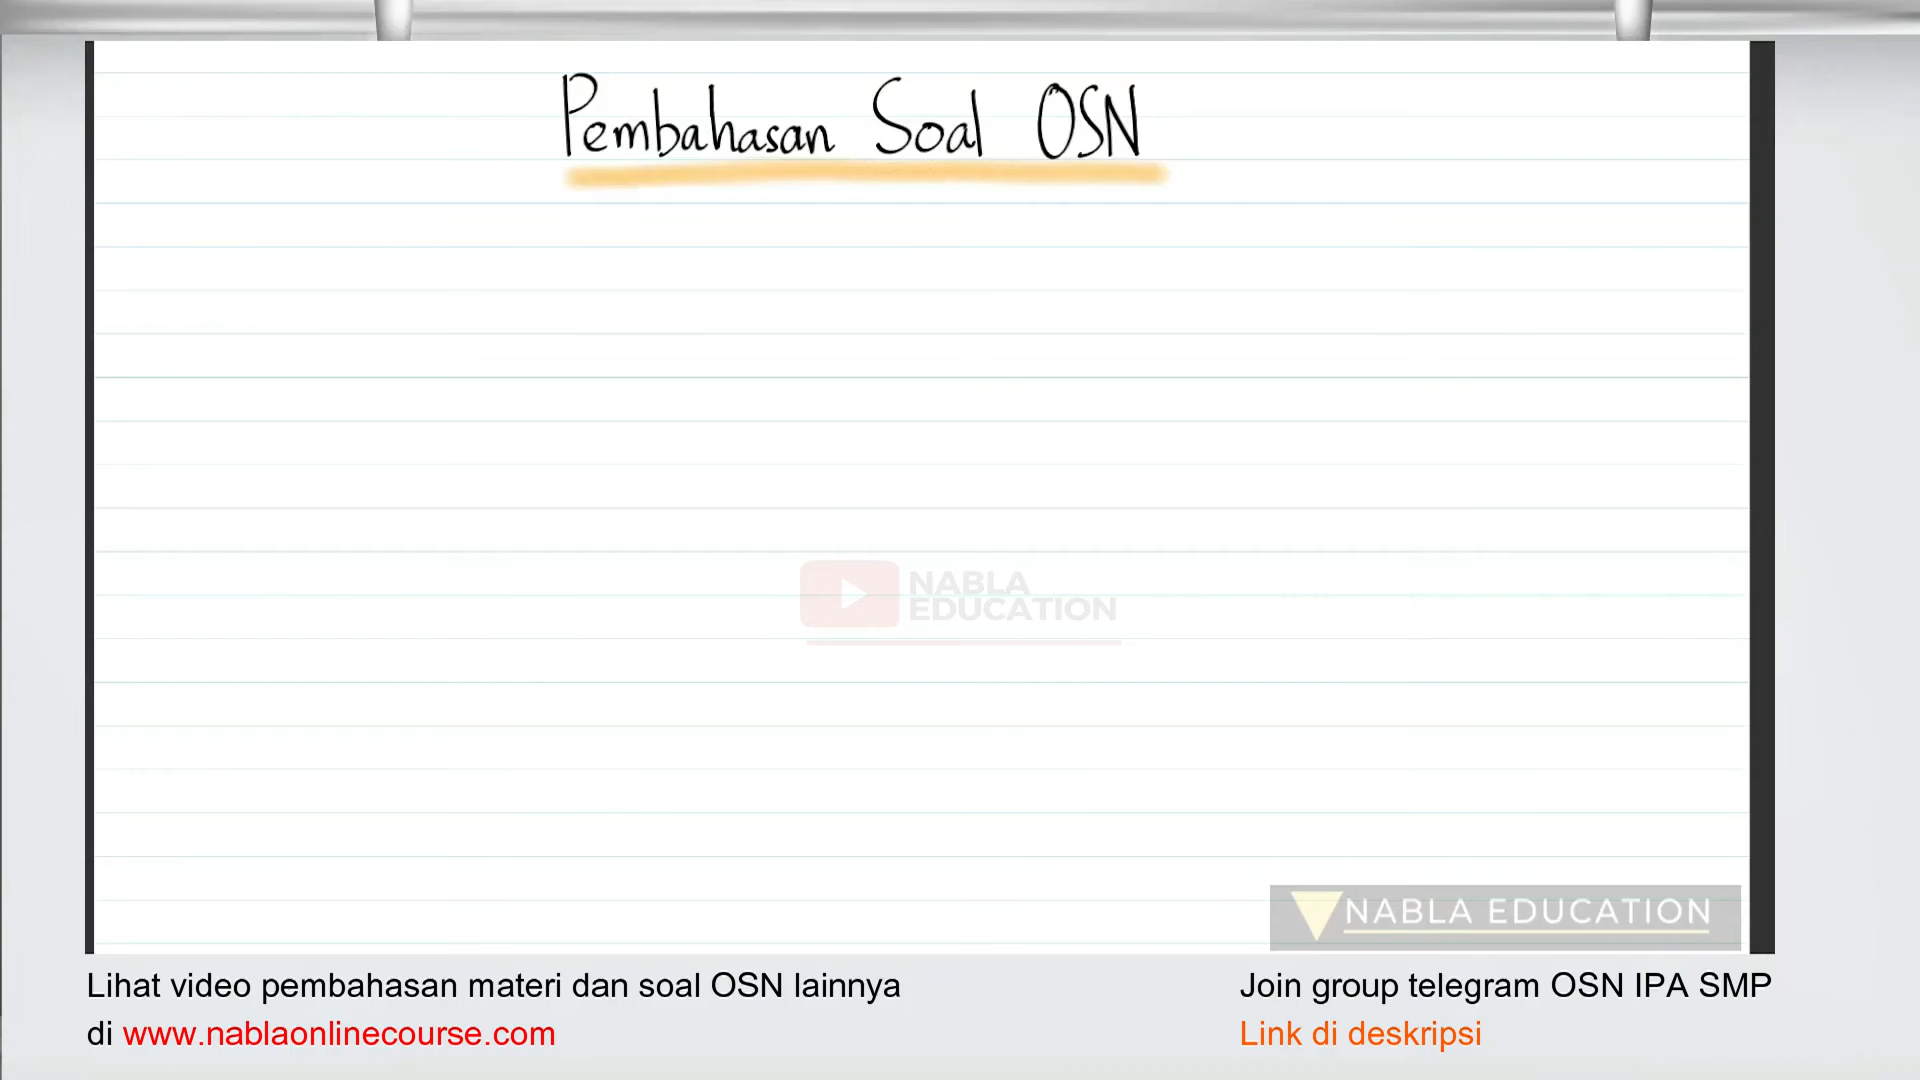 Pembahasan Soal OSN
NABLA
EDUCATION
NABLA EDUCATION
Lihat video pembahasan materi dan soal OSN lainnya
di www.nablaonlinecourse.com
Join group telegram OSN IPA SMP
Link di deskripsi